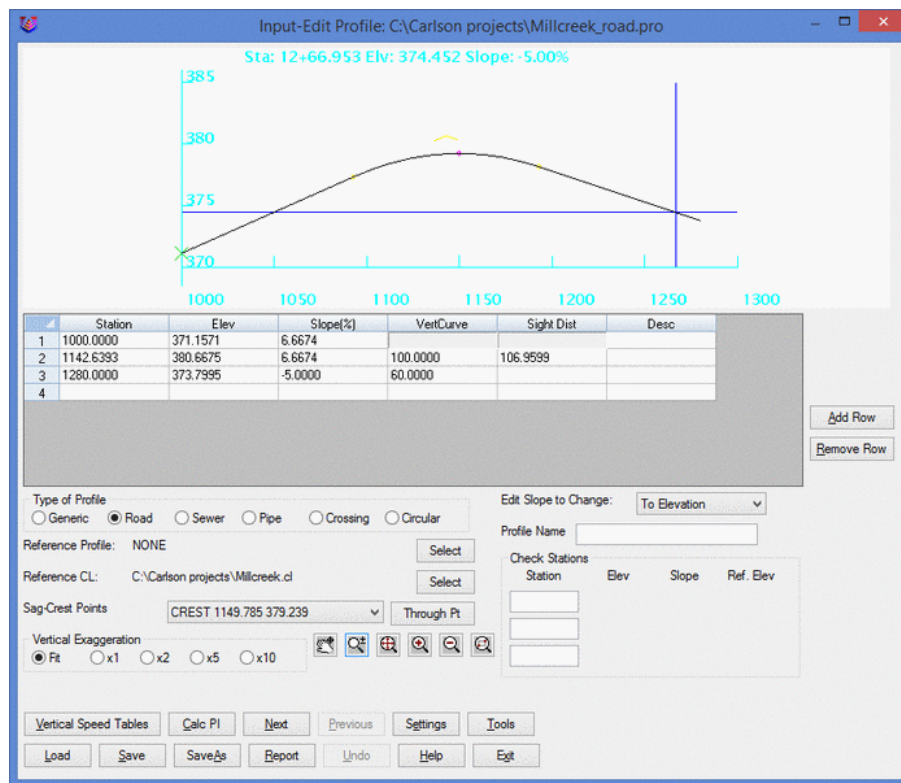 Input-Edit Profile: C:\Carlson projects\Millcreek_road.pro
Sta: 12+66.953 Elv: 374.452 Slope: -5.00%
385
380
375
370
1000 1050 1100 1150 1200 1250 1300
Station Elev Slope(%) VertCurve Sight Dist Desc
1 1000.0000 371.1571 6.6674
2 1142.6393 380.6675 6.6674 100.0000 106.9599
3 1280.0000 373.7995 -5.0000 60.0000
4
Add Row
Remove Row
Type of Profile
Generic Road Sewer Pipe Crossing Circular
Edit Slope to Change: To Elevation
Profile Name
Reference Profile: NONE Select
Check Stations
Station Elev Slope Ref. Elev
Reference CL: C:\Carlson projects\Millcreek.cl Select
Sag-Crest Points CREST 1149.785 379.239 Through Pt
Vertical Exaggeration
Fit x1 x2 x5 x10
Vertical Speed Tables Calc PI Next Previous Settings Tools
Load Save SaveAs Report Undo Help Exit